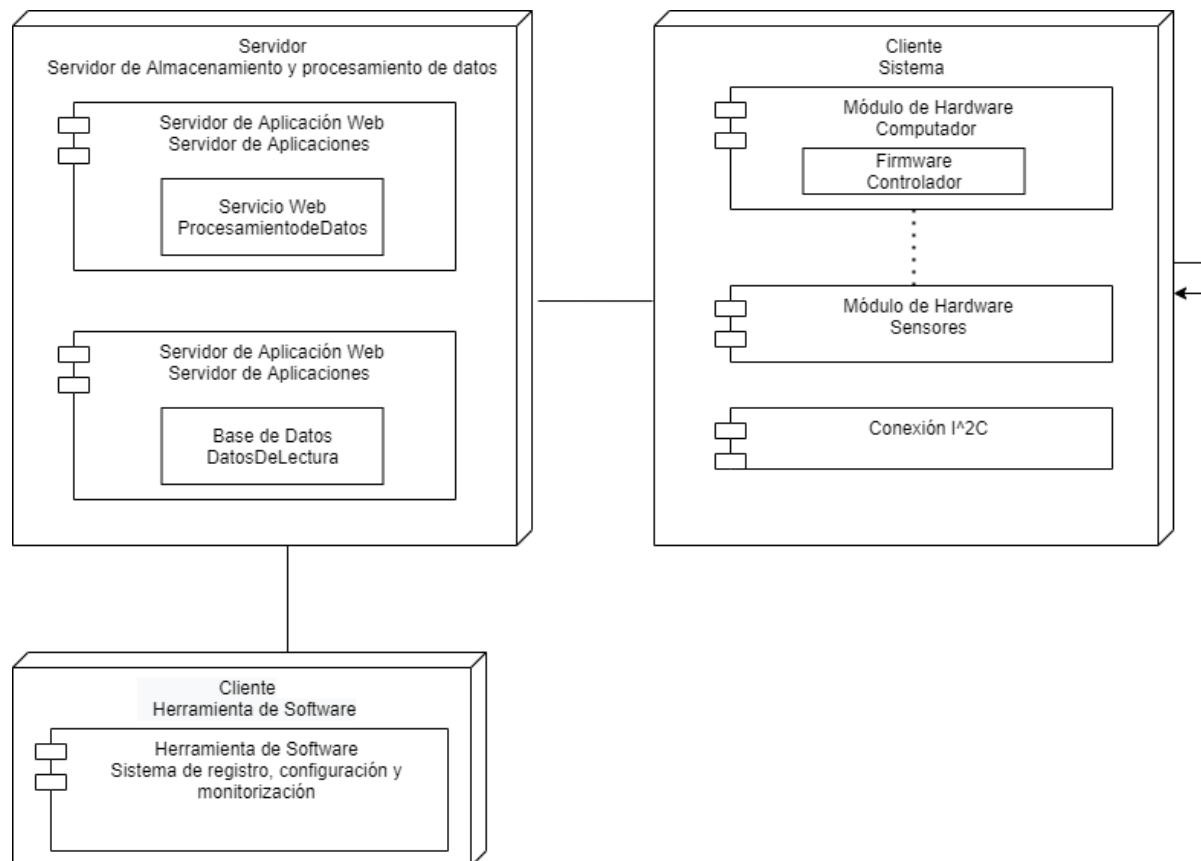 Servidor
Servidor de Almacenamiento y procesamiento de datos
Servidor de Aplicación Web
Servidor de Aplicaciones
Servicio Web
ProcesamientodeDatos
Servidor de Aplicación Web
Servidor de Aplicaciones
Base de Datos
DatosDeLectura
Cliente
Sistema
Módulo de Hardware
Computador
Firmware
Controlador
Módulo de Hardware
Sensores
Conexión I^2C
Cliente
Herramienta de Software
Herramienta de Software
Sistema de registro, configuración y
monitorización